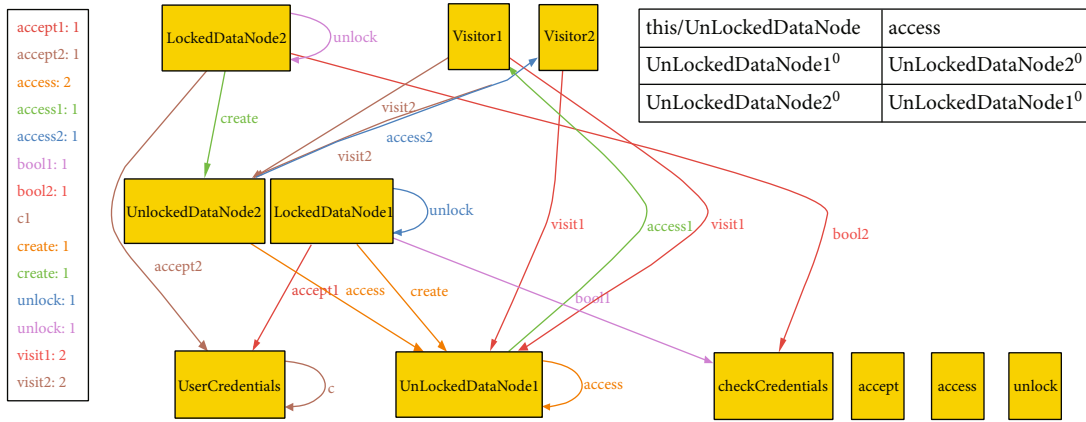 accept1: 1
accept2: 1
access: 2
access1: 1
access2: 1
bool1: 1
bool2: 1
c1
create: 1
create: 1
unlock: 1
unlock: 1
visit1: 2
visit2: 2
LockedDataNode2
unlock
Visitor1
Visitor2
this/UnLockedDataNode access
UnLockedDataNode1⁰ UnLockedDataNode2⁰
UnLockedDataNode2⁰ UnLockedDataNode1⁰
create
visit2
access2
visit2
UnlockedDataNode2
LockedDataNode1
unlock
visit1
access1
visit1
bool2
accept2
accept1
access
create
bool1
UserCredentials
c
UnLockedDataNode1
access
checkCredentials
accept
access
unlock